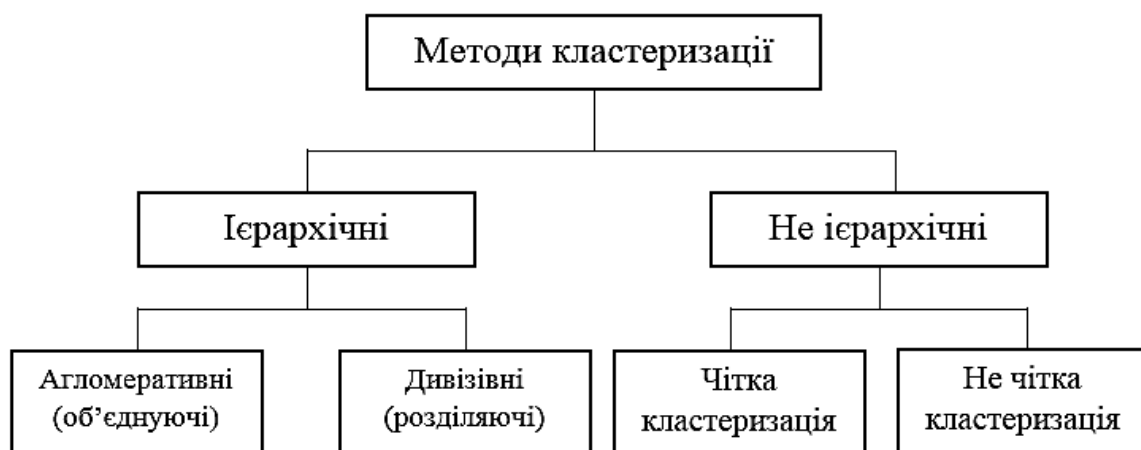 Методи кластеризації
Ієрархічні
Не ієрархічні
Агломеративні
(об’єднуючі)
Дивізівні
(розділяючі)
Чітка
кластеризація
Не чітка
кластеризація